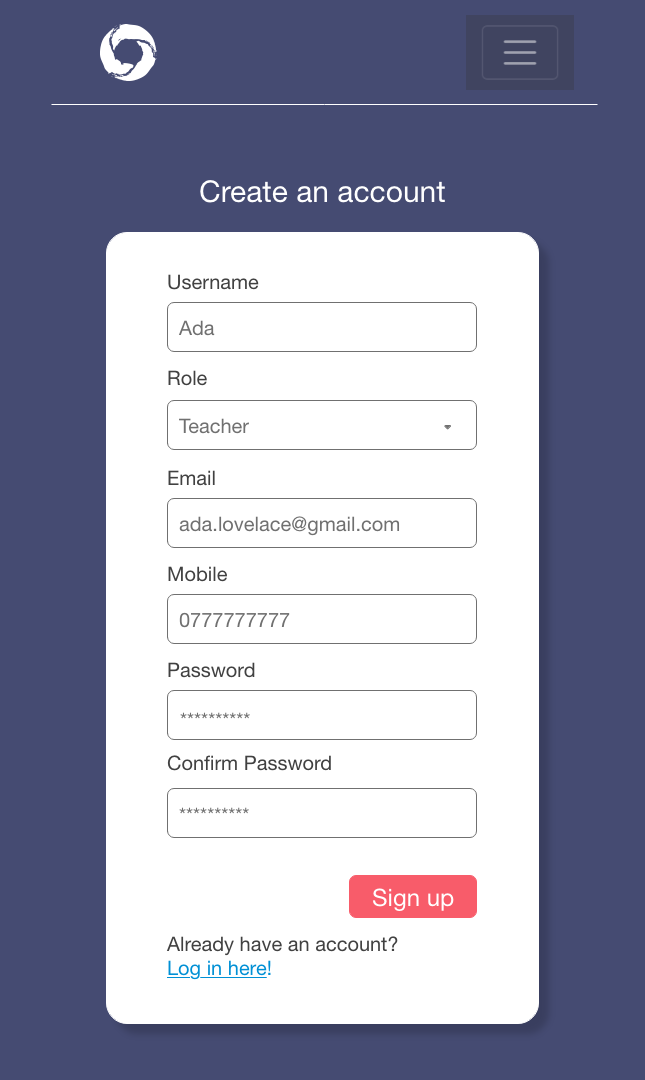 Create an account
Username
Ada
Role
Teacher
Email
ada.lovelace@gmail.com
Mobile
0777777777
Password
**********
Confirm Password
**********
Sign up
Already have an account?
Log in here!